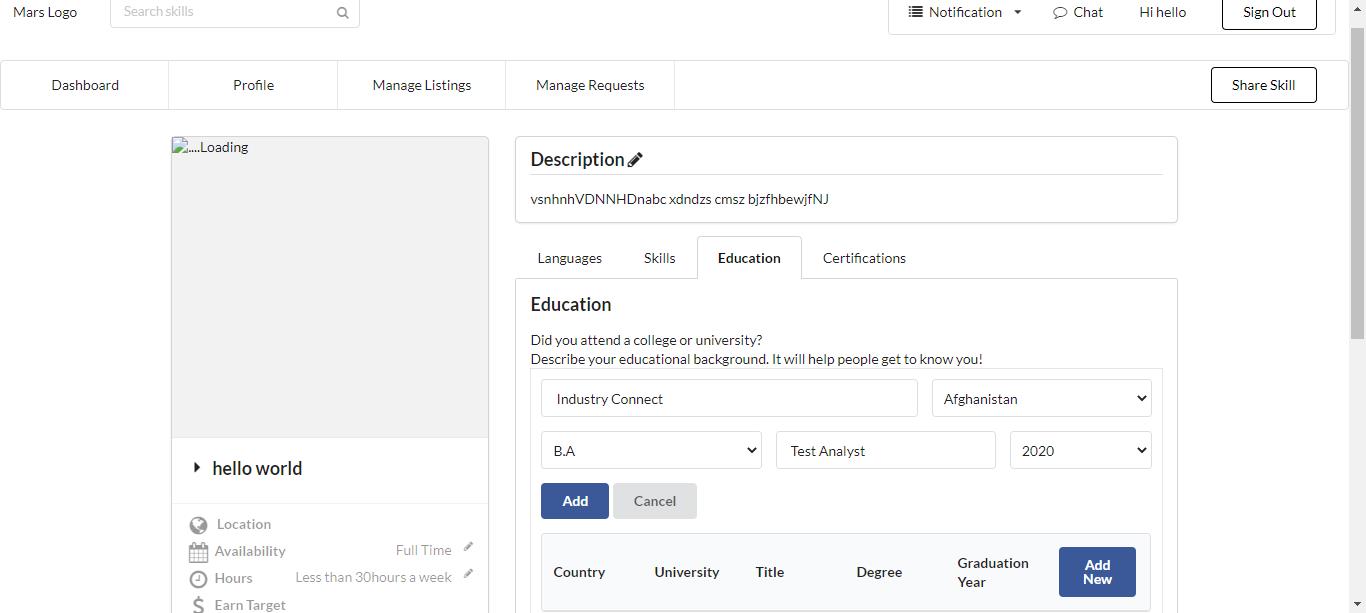 Mars Logo
Search skills
Notification
Chat
Hi hello
Sign Out
Dashboard
Profile
Manage Listings
Manage Requests
Share Skill
....Loading
hello world
Location
Availability
Full Time
Hours
Less than 30hours a week
Earn Target
Description
vsnhnhVDNNHDnabc xdndzs cmsz bjzfhbewjfNJ
Languages
Skills
Education
Certifications
Education
Did you attend a college or university?
Describe your educational background. It will help people get to know you!
Industry Connect
Afghanistan
B.A
Test Analyst
2020
Add
Cancel
Country
University
Title
Degree
Graduation
Year
Add
New